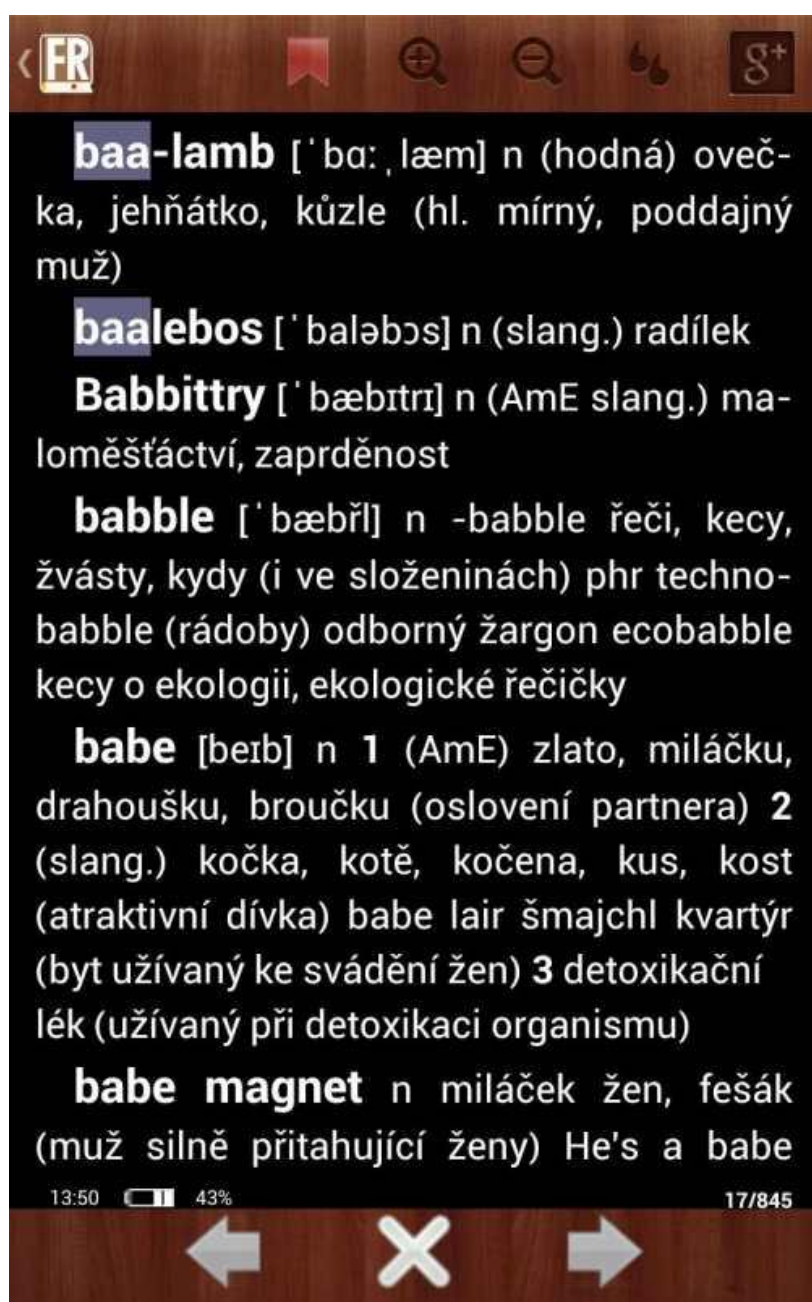 FR
g+
baa-lamb [ˈbɑːˌlæm] n (hodná) oveč-
ka, jehňátko, kůzle (hl. mírný, poddajný
muž)
baalebos [ˈbaləbɔs] n (slang.) radílek
Babbittry [ˈbæbɪtrɪ] n (AmE slang.) ma-
loměšťáctví, zaprděnost
babble [ˈbæbřl] n -babble řeči, kecy,
žvásty, kydy (i ve složeninách) phr techno-
babble (rádoby) odborný žargon ecobabble
kecy o ekologii, ekologické řečičky
babe [beɪb] n 1 (AmE) zlato, miláčku,
drahoušku, broučku (oslovení partnera) 2
(slang.) kočka, kotě, kočena, kus, kost
(atraktivní dívka) babe lair šmajchl kvartýr
(byt užívaný ke svádění žen) 3 detoxikační
lék (užívaný při detoxikaci organismu)
babe magnet n miláček žen, fešák
(muž silně přitahující ženy) He's a babe
13:50 43% 17/845